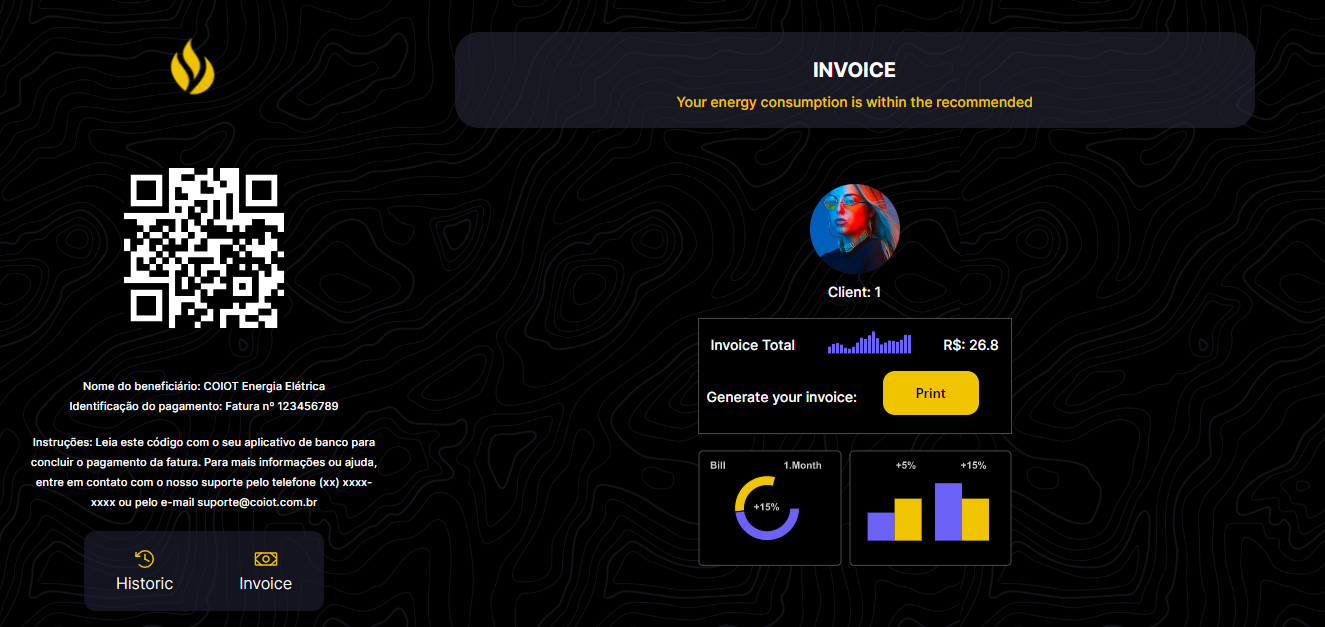 INVOICE
Your energy consumption is within the recommended
Client: 1
Invoice Total
R$: 26.8
Generate your invoice:
Print
Bill
1.Month
+15%
+5%
+15%
Nome do beneficiário: COIOT Energia Elétrica
Identificação do pagamento: Fatura nº 123456789
Instruções: Leia este código com o seu aplicativo de banco para
concluir o pagamento da fatura. Para mais informações ou ajuda,
entre em contato com o nosso suporte pelo telefone (xx) xxxx-
xxxx ou pelo e-mail suporte@coiot.com.br
Historic
Invoice